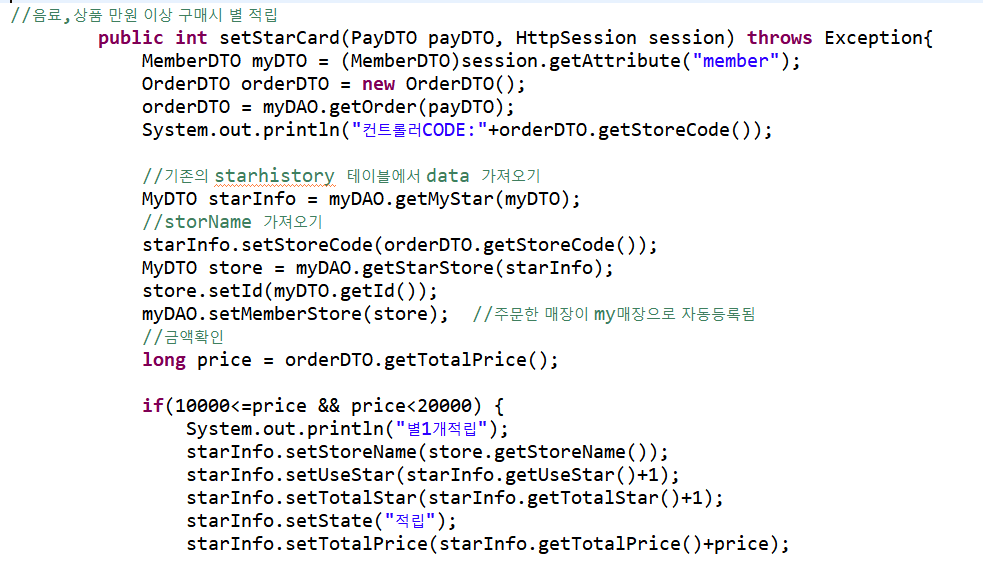 //음료,상품 만원 이상 구매시 별 적립
public int setStarCard(PayDTO payDTO, HttpSession session) throws Exception{
MemberDTO myDTO = (MemberDTO)session.getAttribute("member");
OrderDTO orderDTO = new OrderDTO();
orderDTO = myDAO.getOrder(payDTO);
System.out.println("컨트롤러CODE:"+orderDTO.getStoreCode());
//기존의 starhistory 테이블에서 data 가져오기
MyDTO starInfo = myDAO.getMyStar(myDTO);
//storName 가져오기
starInfo.setStoreCode(orderDTO.getStoreCode());
MyDTO store = myDAO.getStarStore(starInfo);
store.setId(myDTO.getId());
myDAO.setMemberStore(store); //주문한 매장이 my매장으로 자동등록됨
//금액확인
long price = orderDTO.getTotalPrice();
if(10000<=price && price<20000) {
System.out.println("별1개적립");
starInfo.setStoreName(store.getStoreName());
starInfo.setUseStar(starInfo.getUseStar()+1);
starInfo.setTotalStar(starInfo.getTotalStar()+1);
starInfo.setState("적립");
starInfo.setTotalPrice(starInfo.getTotalPrice()+price);